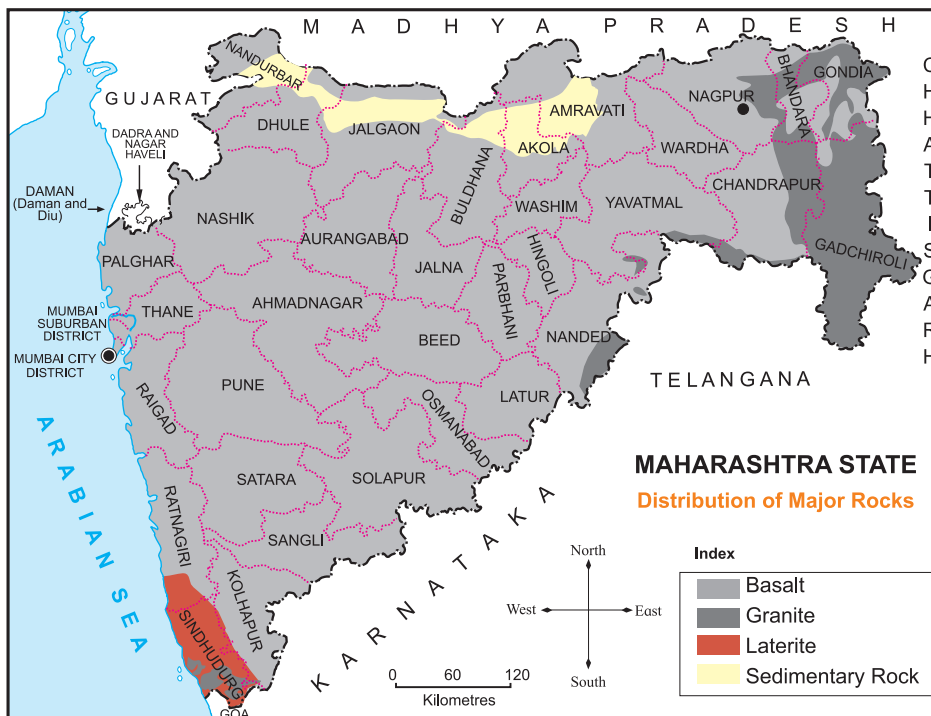 M A D H Y A P R A D E S H
NANDURBAR
GUJARAT
DHULE
JALGAON
AMRAVATI
AKOLA
NAGPUR
BHANDARA
GONDIA
CHHATTISGARH
DADRA AND
NAGAR
HAVELI
DAMAN
(Daman and
Diu)
NASHIK
BULDHANA
WARDHA
WASHIM
YAVATMAL
CHANDRAPUR
GADCHIROLI
PALGHAR
AURANGABAD
JALNA
PARBHANI
HINGOLI
THANE
AHMADNAGAR
MUMBAI
SUBURBAN
DISTRICT
MUMBAI CITY
DISTRICT
BEED
NANDED
PUNE
RAIGAD
LATUR
OSMANABAD
TELANGANA
ARABIAN SEA
SATARA
SOLAPUR
RATNAGIRI
SANGLI
KOLHAPUR
SINDHUDURG
GOA
KARNATAKA
MAHARASHTRA STATE
Distribution of Major Rocks
North
West
East
South
0 60 120
Kilometres
Index
Basalt
Granite
Laterite
Sedimentary Rock